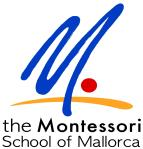 M.
the Montessori
School of Mallorca